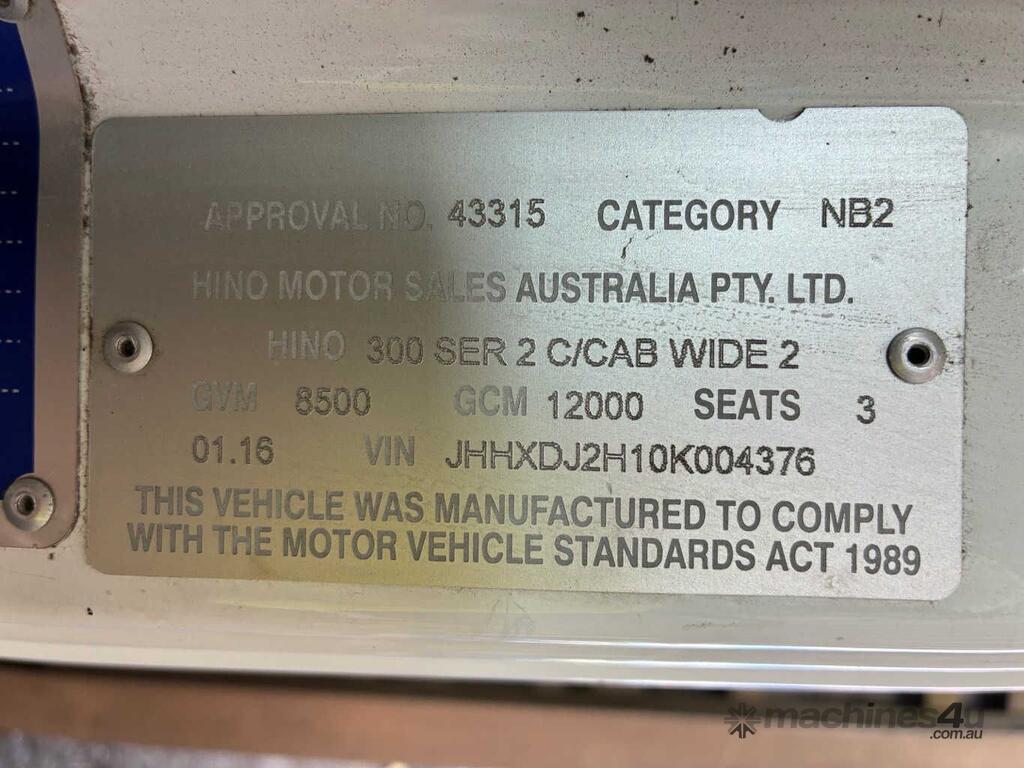 APPROVAL NO. 43315 CATEGORY NB2
HINO MOTOR SALES AUSTRALIA PTY. LTD.
HINO 300 SER 2 C/CAB WIDE 2
GVM 8500 GCM 12000 SEATS 3
01.16 VIN JHHXDJ2H10K004376
THIS VEHICLE WAS MANUFACTURED TO COMPLY
WITH THE MOTOR VEHICLE STANDARDS ACT 1989
machines4u
.com.au